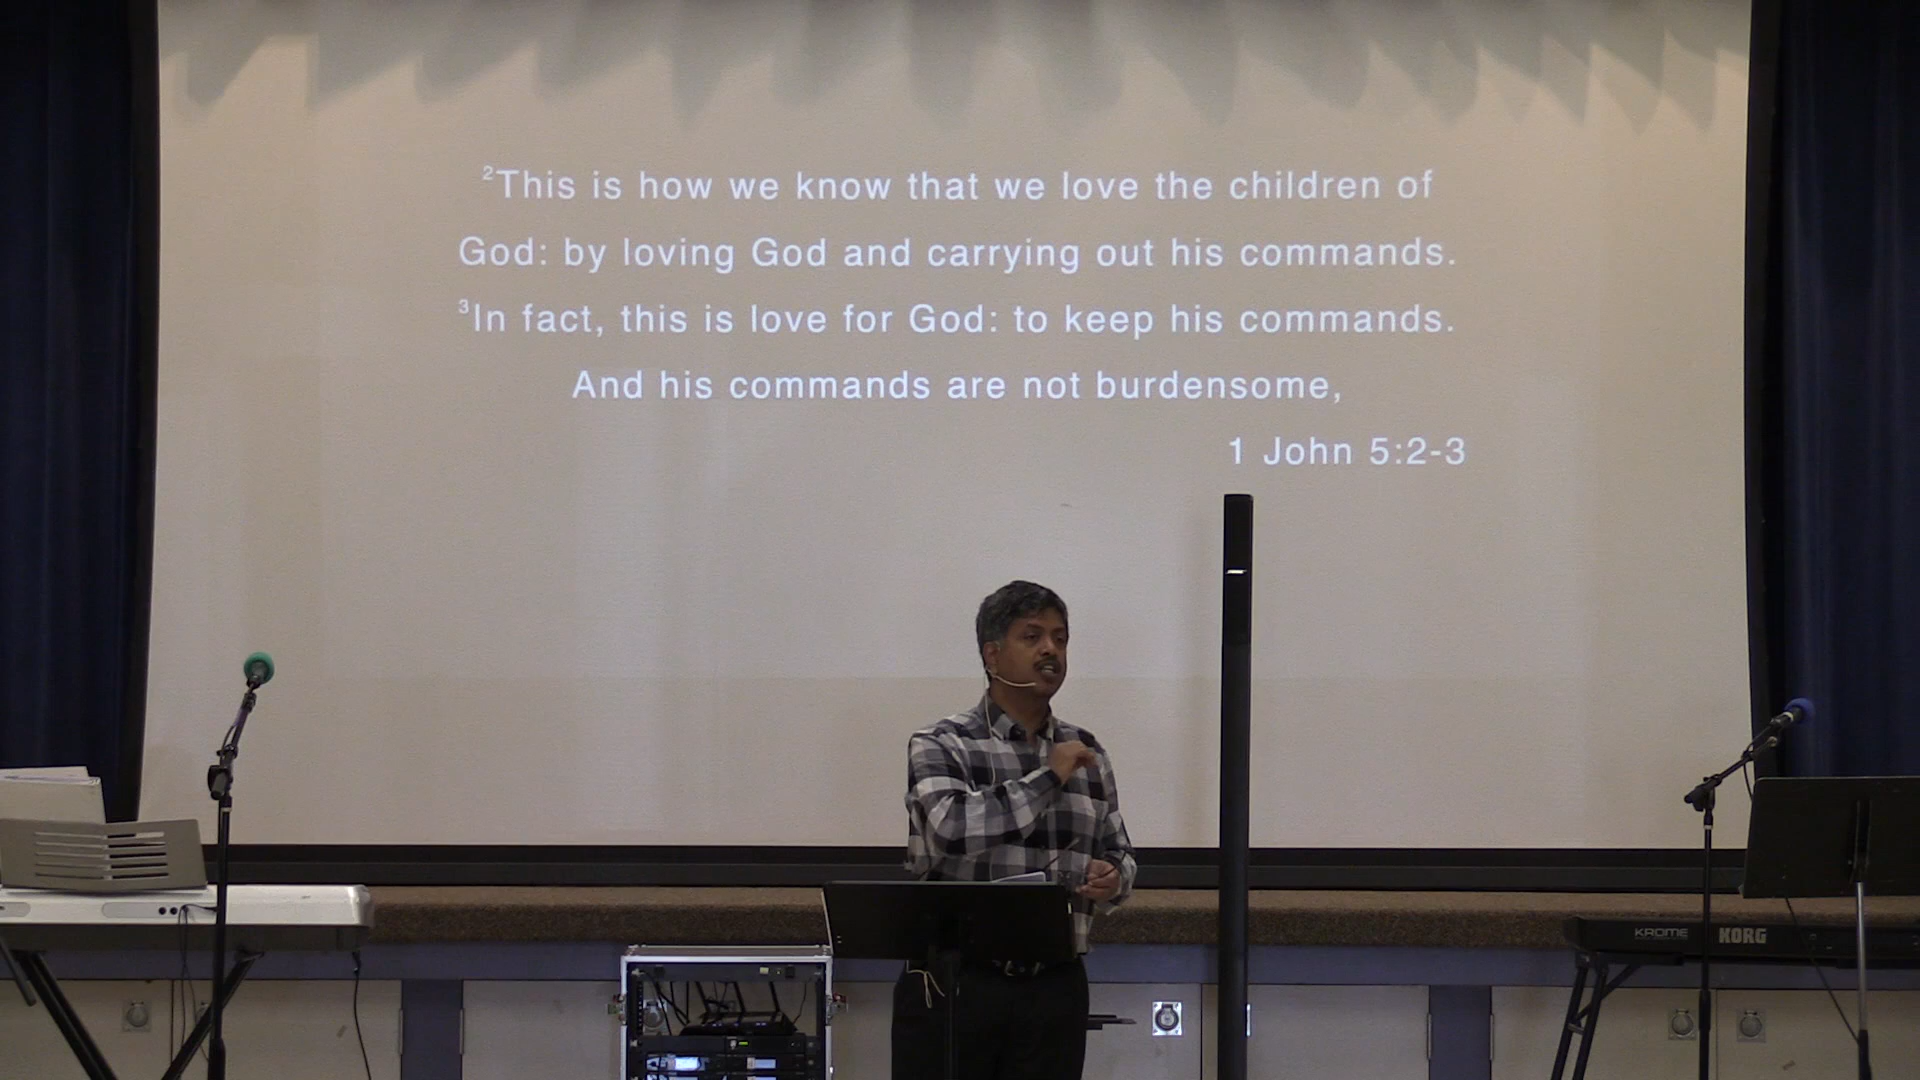 ²This is how we know that we love the children of
God: by loving God and carrying out his commands.
³In fact, this is love for God: to keep his commands.
And his commands are not burdensome,
1 John 5:2-3
KROME KORG